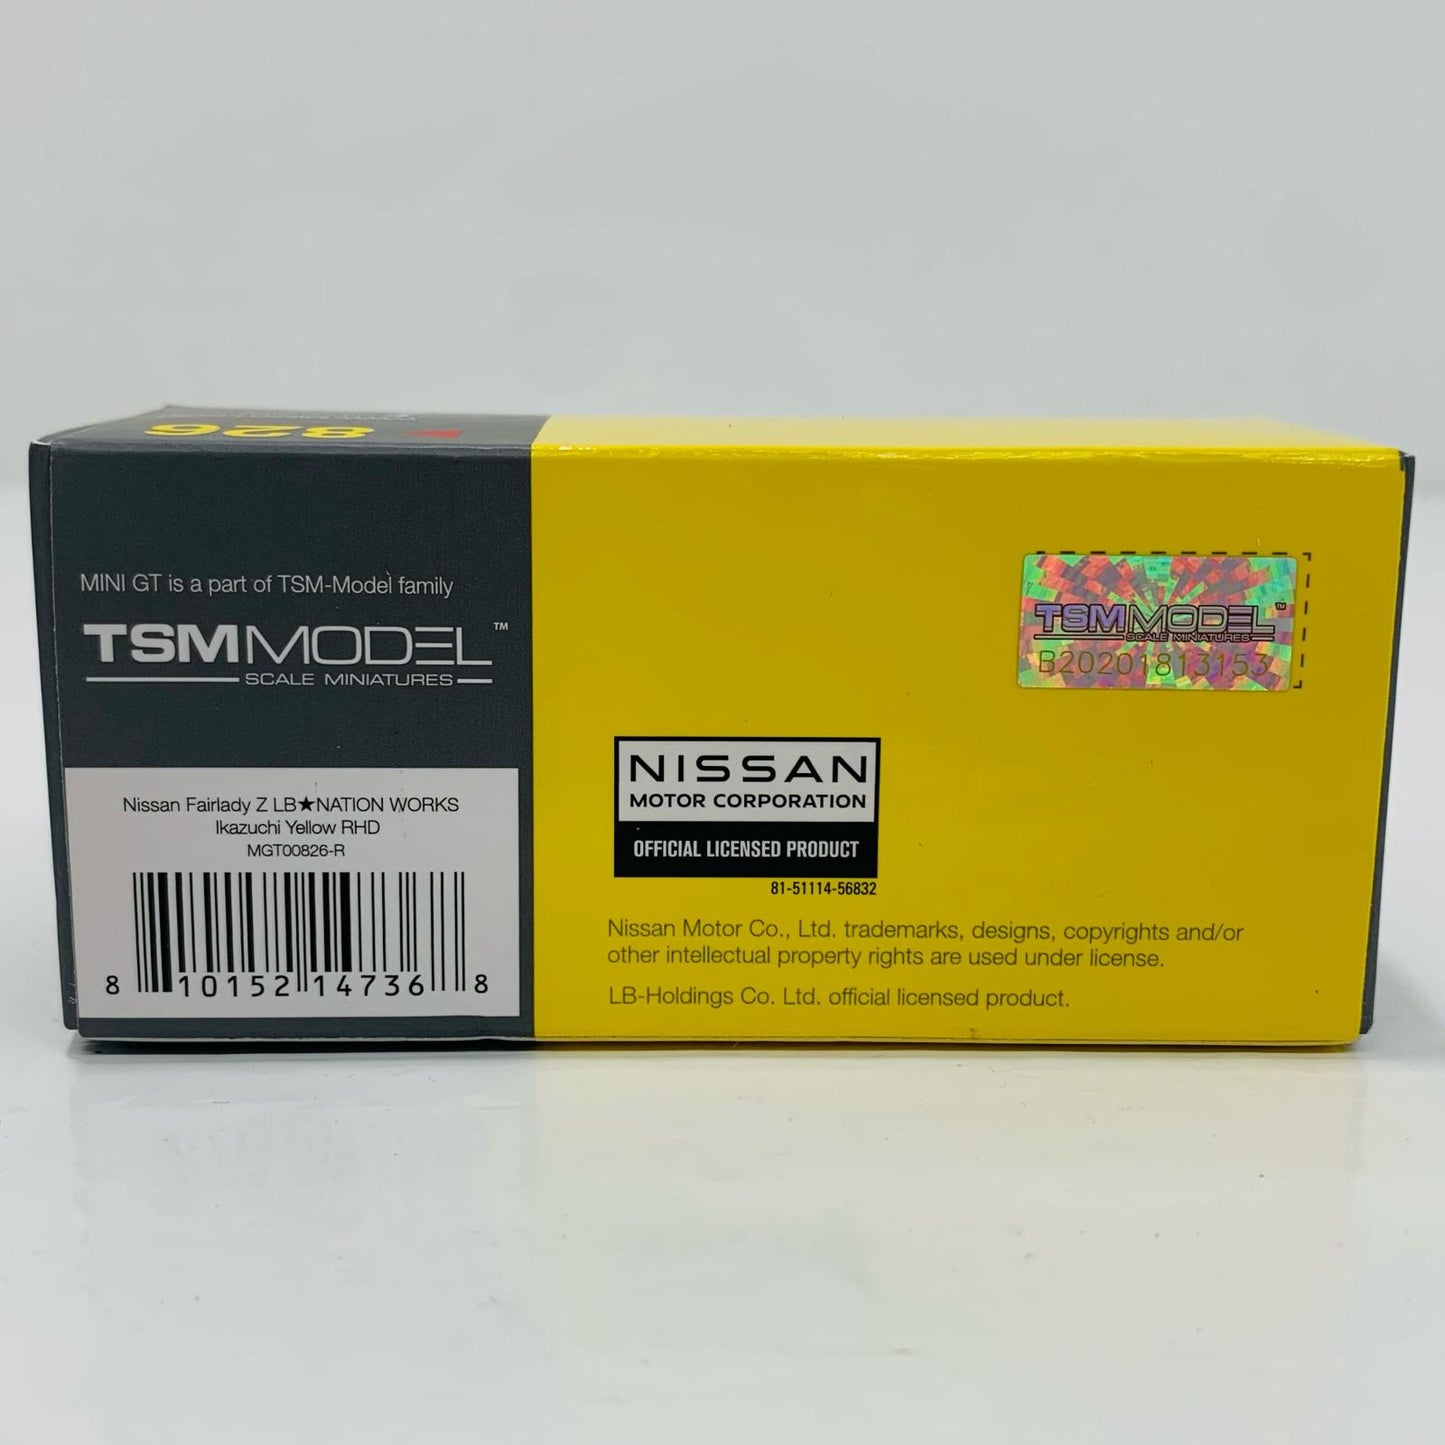 826
MINI GT is a part of TSM-Model family
TSMMODEL™
SCALE MINIATURES
Nissan Fairlady Z LB★NATION WORKS
Ikazuchi Yellow RHD
MGT00826-R
8 10152 14736 8
TSMMODEL™
SCALE MINIATURES
B20201813153
NISSAN
MOTOR CORPORATION
OFFICIAL LICENSED PRODUCT
81-51114-56832
Nissan Motor Co., Ltd. trademarks, designs, copyrights and/or
other intellectual property rights are used under license.
LB-Holdings Co. Ltd. official licensed product.